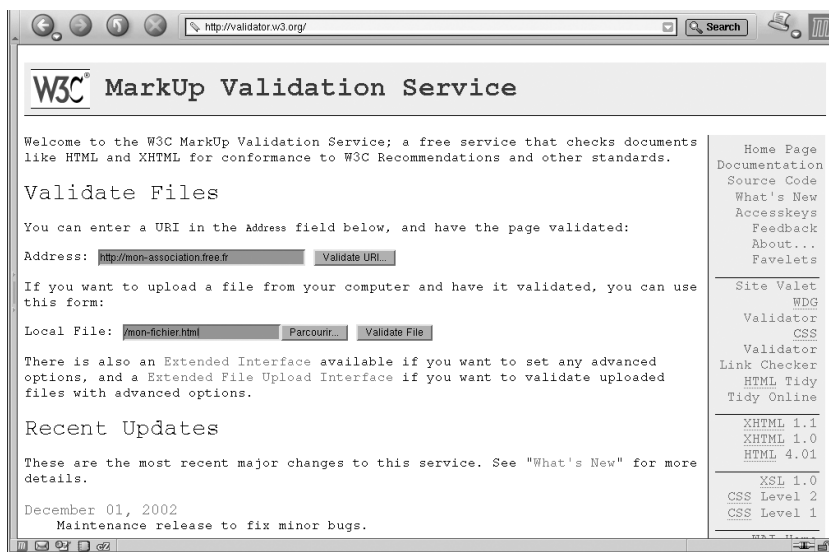 http://validator.w3.org/
Search
W3C® MarkUp Validation Service
Welcome to the W3C MarkUp Validation Service; a free service that checks documents
like HTML and XHTML for conformance to W3C Recommendations and other standards.
Validate Files
You can enter a URI in the Address field below, and have the page validated:
Address: http://mon-association.free.fr Validate URI...
If you want to upload a file from your computer and have it validated, you can use
this form:
Local File: /mon-fichier.html Parcourir... Validate File
There is also an Extended Interface available if you want to set any advanced
options, and a Extended File Upload Interface if you want to validate uploaded
files with advanced options.
Recent Updates
These are the most recent major changes to this service. See "What's New" for more
details.
December 01, 2002
Maintenance release to fix minor bugs.
Home Page
Documentation
Source Code
What's New
Accesskeys
Feedback
About...
Favelets
Site Valet
WDG
Validator
CSS
Validator
Link Checker
HTML Tidy
Tidy Online
XHTML 1.1
XHTML 1.0
HTML 4.01
XSL 1.0
CSS Level 2
CSS Level 1